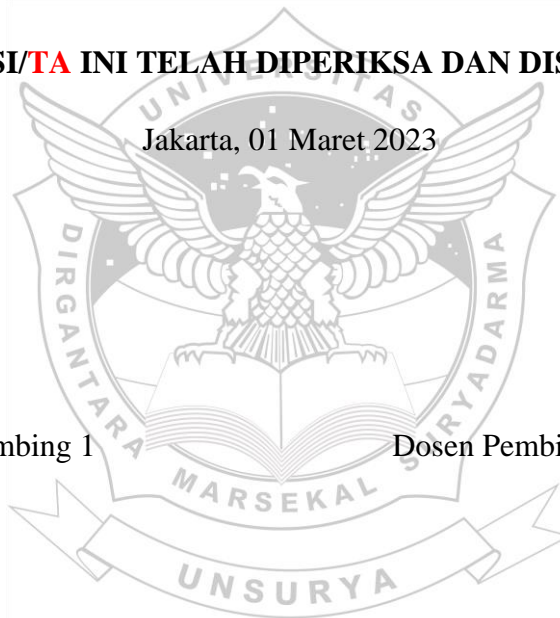 SI/TA INI TELAH DIPERIKSA DAN DIS
Jakarta, 01 Maret 2023
mbing 1 Dosen Pembi
UNIVERSITAS
DIRGANTARA MARSEKAL SURYADARMA
UNSURYA